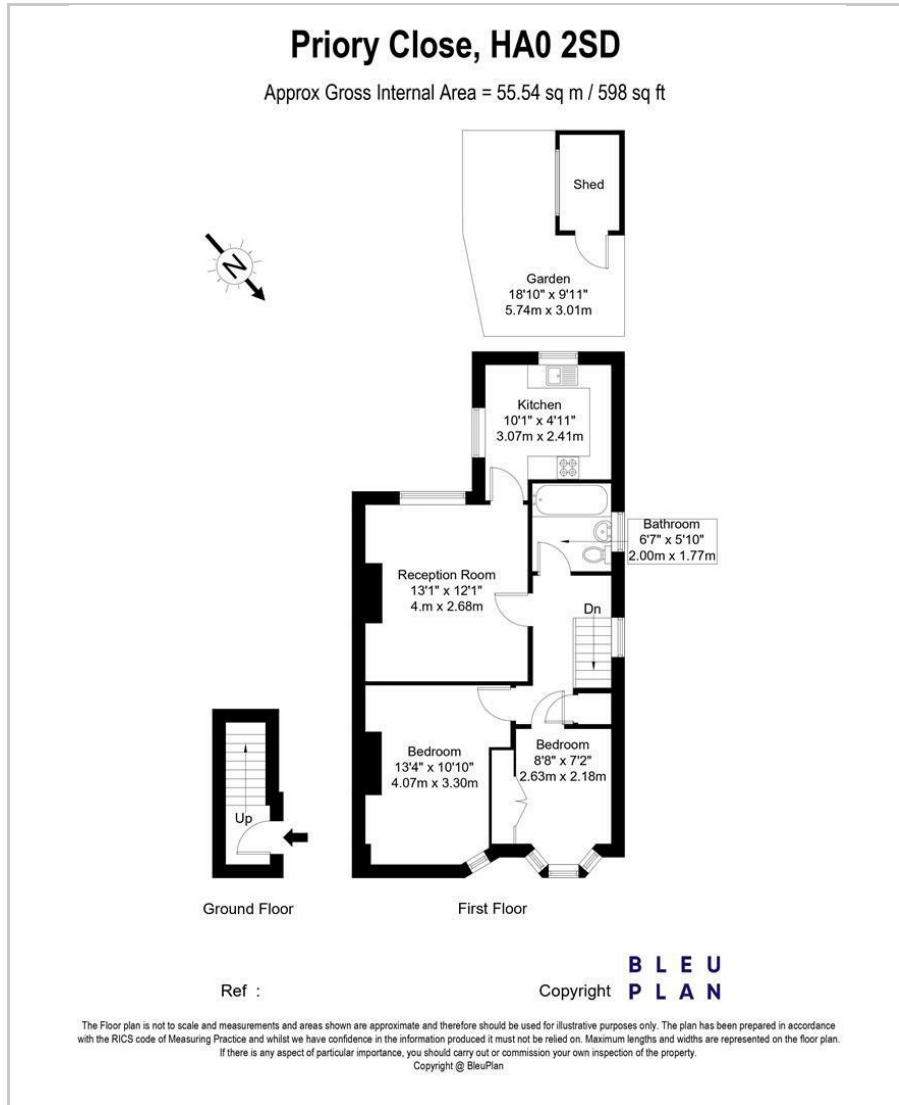 Priory Close, HA0 2SD
Approx Gross Internal Area = 55.54 sq m / 598 sq ft
Shed
N
Garden
18'10" x 9'11"
5.74m x 3.01m
Kitchen
10'1" x 4'11"
3.07m x 2.41m
Bathroom
6'7" x 5'10"
2.00m x 1.77m
Reception Room
13'1" x 12'1"
4.m x 2.68m
Dn
Bedroom
13'4" x 10'10"
4.07m x 3.30m
Bedroom
8'8" x 7'2"
2.63m x 2.18m
Up
Ground Floor
First Floor
Ref :
Copyright
BLEU
PLAN
The Floor plan is not to scale and measurements and areas shown are approximate and therefore should be used for illustrative purposes only. The plan has been prepared in accordance
with the RICS code of Measuring Practice and whilst we have confidence in the information produced it must not be relied on. Maximum lengths and widths are represented on the floor plan.
If there is any aspect of particular importance, you should carry out or commission your own inspection of the property.
Copyright @ BleuPlan